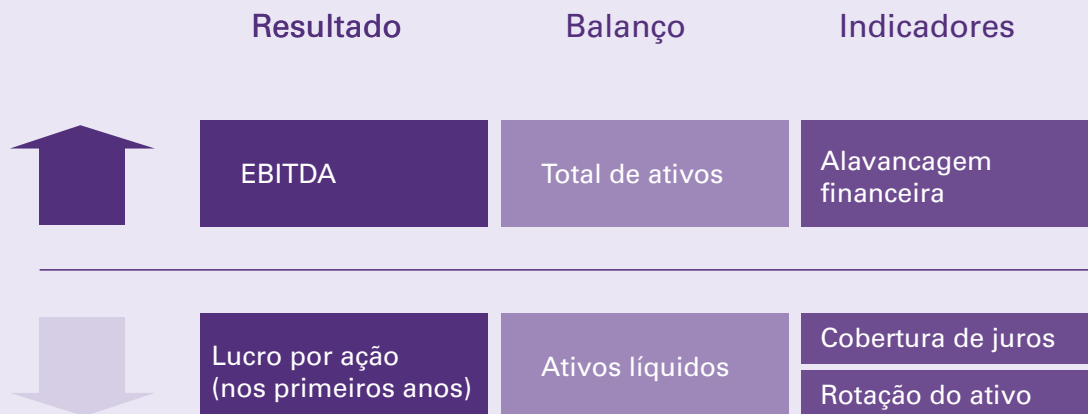 Resultado
Balanço
Indicadores
EBITDA
Total de ativos
Alavancagem
financeira
Lucro por ação
(nos primeiros anos)
Ativos líquidos
Cobertura de juros
Rotação do ativo